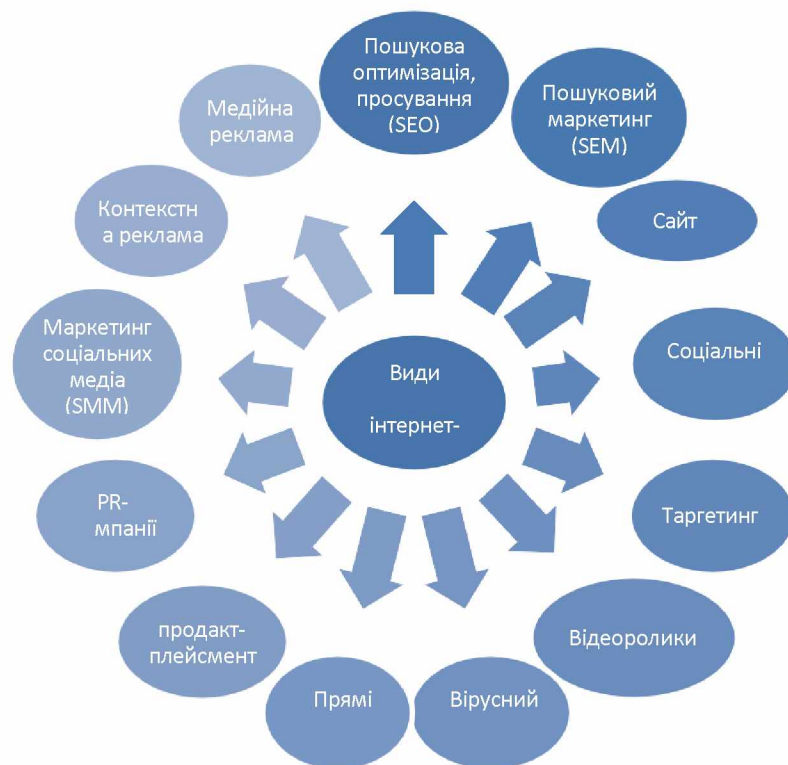 Пошукова
оптимізація,
просування
(SEO)
Пошуковий
маркетинг
(SEM)
Сайт
Соціальні
Таргетинг
Відеоролики
Вірусний
Прямі
продакт-
плейсмент
PR-
мпанії
Маркетинг
соціальних
медіа
(SMM)
Контекстн
а реклама
Медійна
реклама
Види
інтернет-